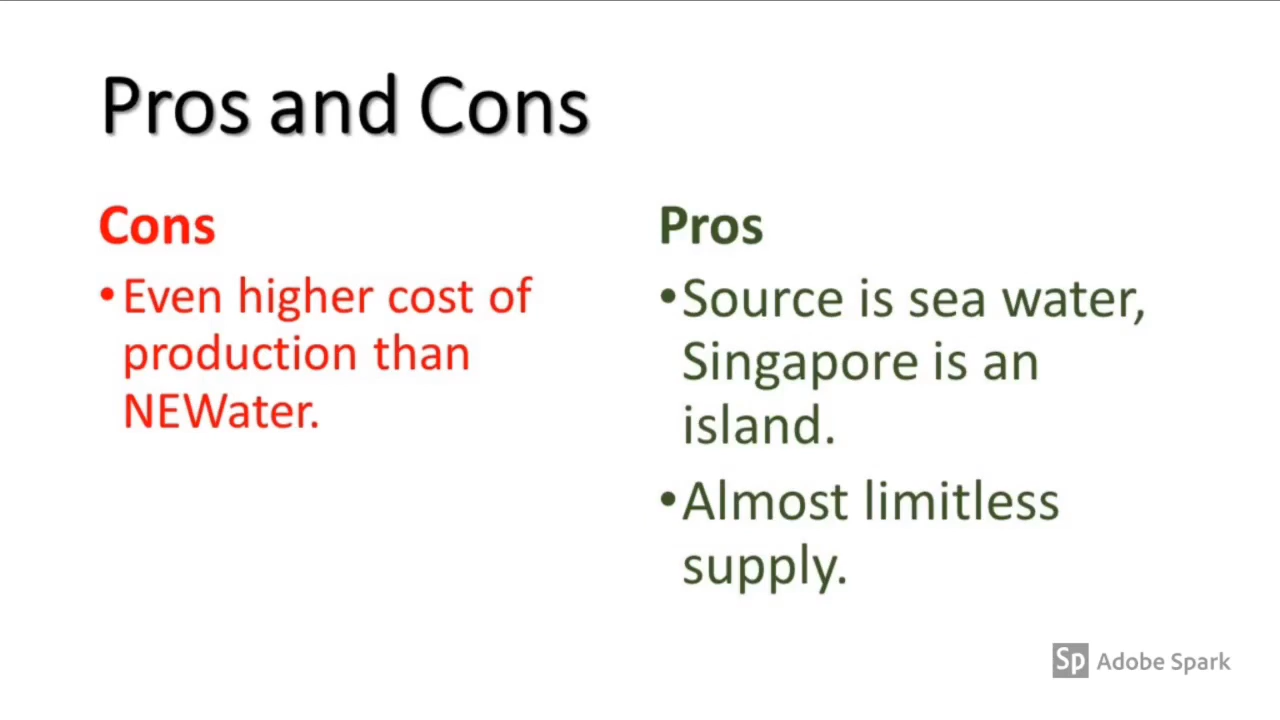 Pros and Cons
Cons
•Even higher cost of
production than
NEWater.
Pros
•Source is sea water,
Singapore is an
island.
•Almost limitless
supply.
Sp Adobe Spark